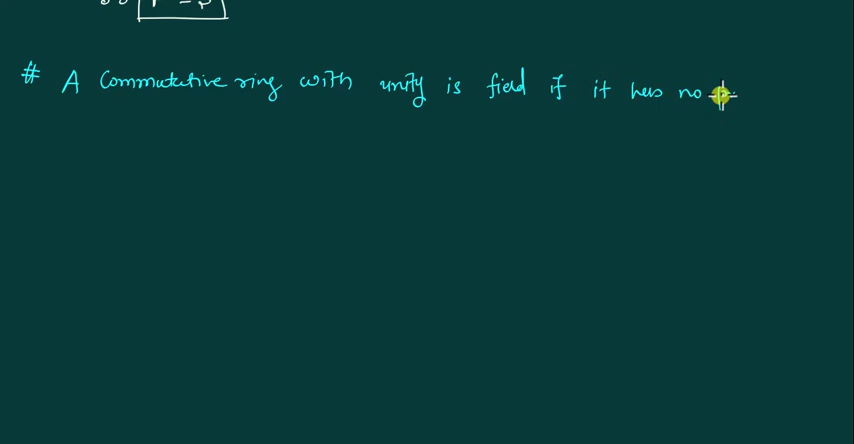 # A Commutative ring with unity is field if it has no